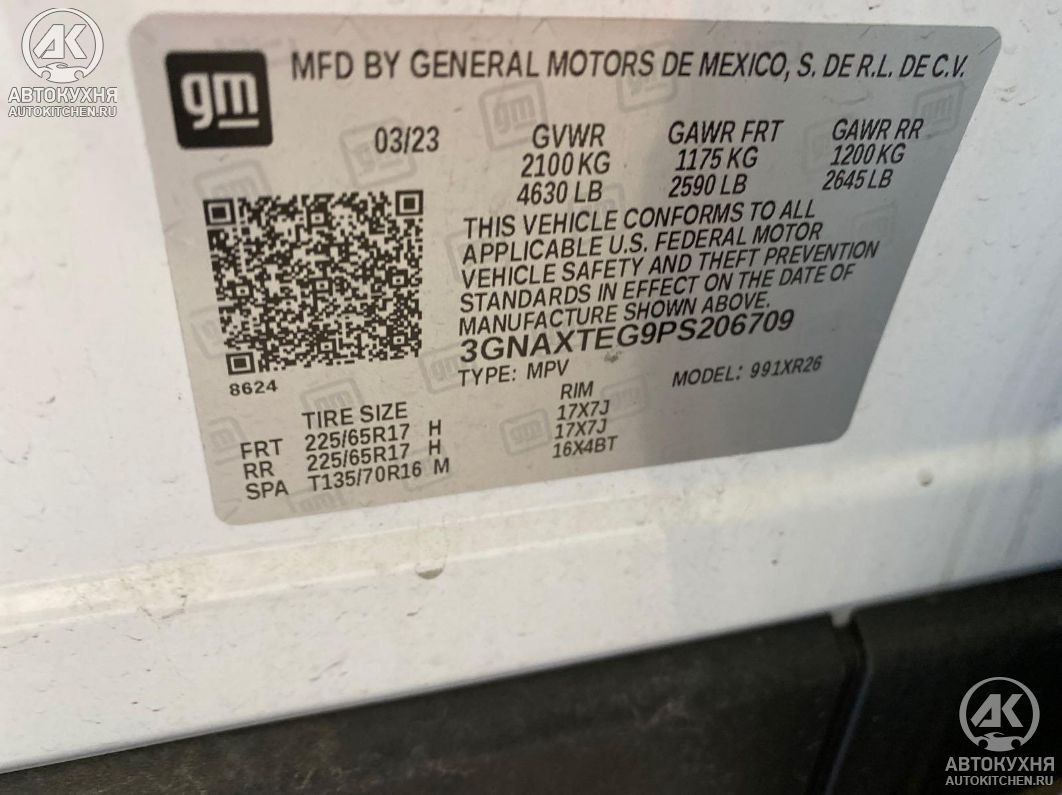 АК
АВТОКУХНЯ
AUTOKITCHEN.RU
gm
MFD BY GENERAL MOTORS DE MEXICO, S. DE R.L. DE C.V.
03/23 GVWR GAWR FRT GAWR RR
2100 KG 1175 KG 1200 KG
4630 LB 2590 LB 2645 LB
THIS VEHICLE CONFORMS TO ALL
APPLICABLE U.S. FEDERAL MOTOR
VEHICLE SAFETY AND THEFT PREVENTION
STANDARDS IN EFFECT ON THE DATE OF
MANUFACTURE SHOWN ABOVE.
3GNAXTEG9PS206709
TYPE: MPV MODEL: 991XR26
8624
TIRE SIZE RIM
FRT 225/65R17 H 17X7J
RR 225/65R17 H 17X7J
SPA T135/70R16 M 16X4BT
АК
АВТОКУХНЯ
AUTOKITCHEN.RU